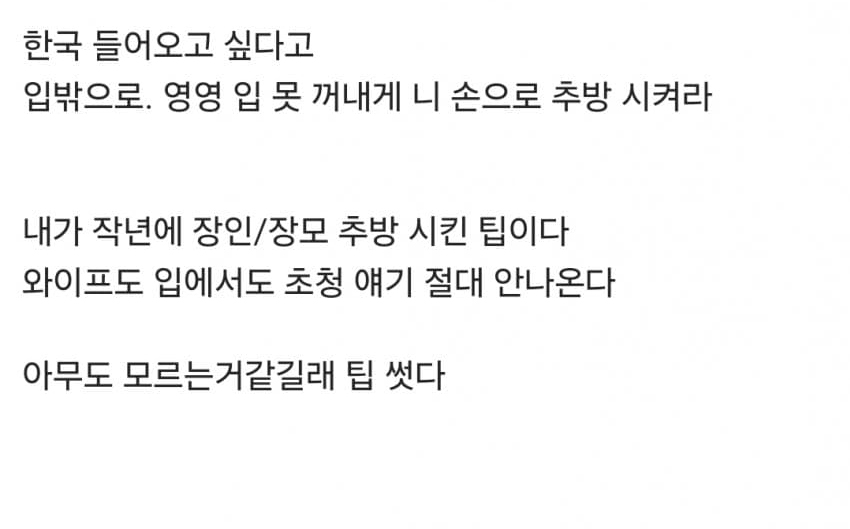 한국 들어오고 싶다고
입밖으로. 영영 입 못 꺼내게 니 손으로 추방 시켜라
내가 작년에 장인/장모 추방 시킨 팁이다
와이프도 입에서도 초청 얘기 절대 안나온다
아무도 모르는거같길래 팁 썻다